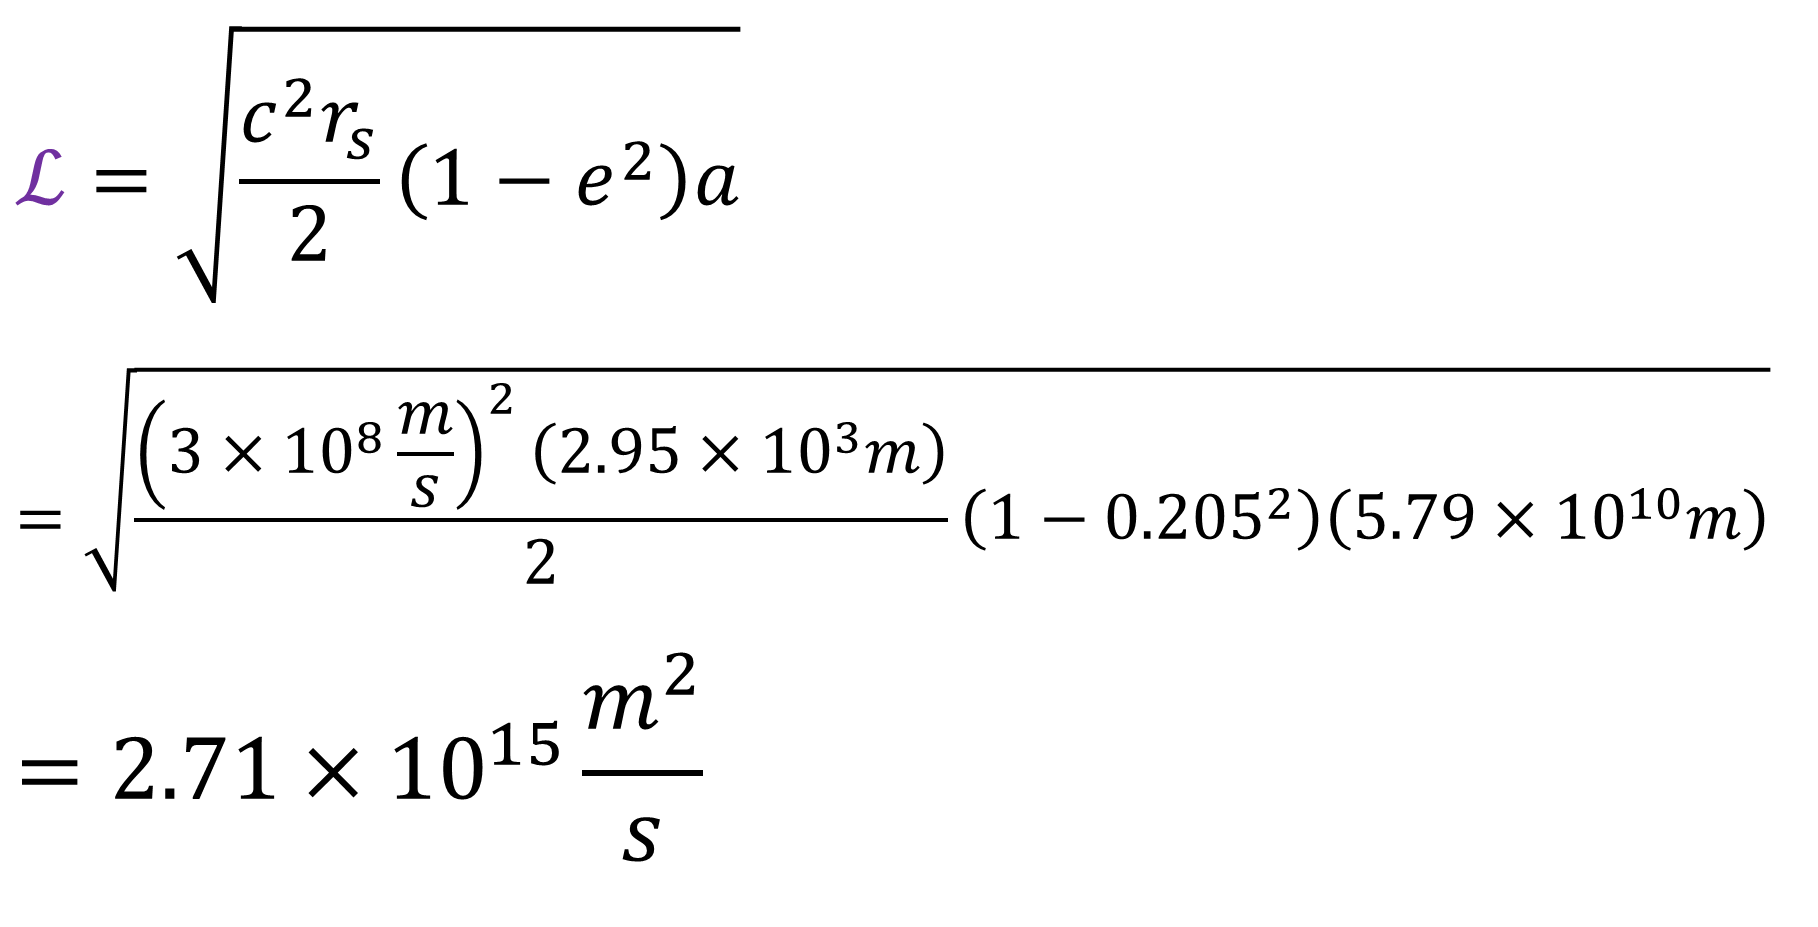 ℒ = √(c²rₛ/2 (1 − e²)a)
= √((3 × 10⁸ m/s)² (2.95 × 10³m)/2 (1 − 0.205²)(5.79 × 10¹⁰m))
= 2.71 × 10¹⁵ m²/s